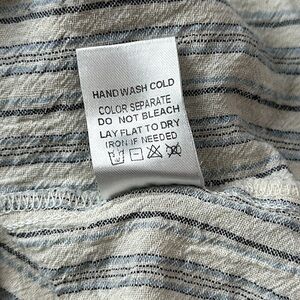 HAND WASH COLD
COLOR SEPARATE
DO NOT BLEACH
LAY FLAT TO DRY
IRON IF NEEDED